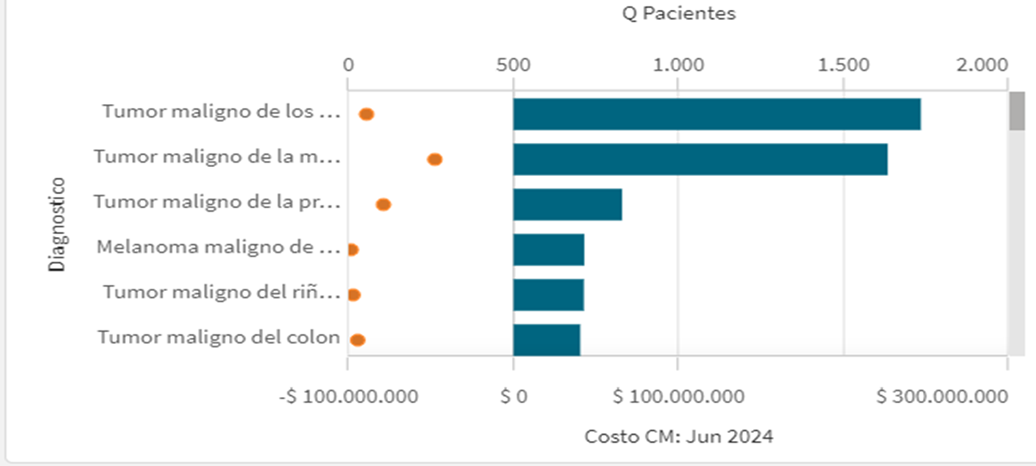 Q Pacientes
0 500 1.000 1.500 2.000
Diagnostico
Tumor maligno de los ...
Tumor maligno de la m...
Tumor maligno de la pr...
Melanoma maligno de ...
Tumor maligno del riñ...
Tumor maligno del colon
-$ 100.000.000 $ 0 $ 100.000.000 $ 300.000.000
Costo CM: Jun 2024